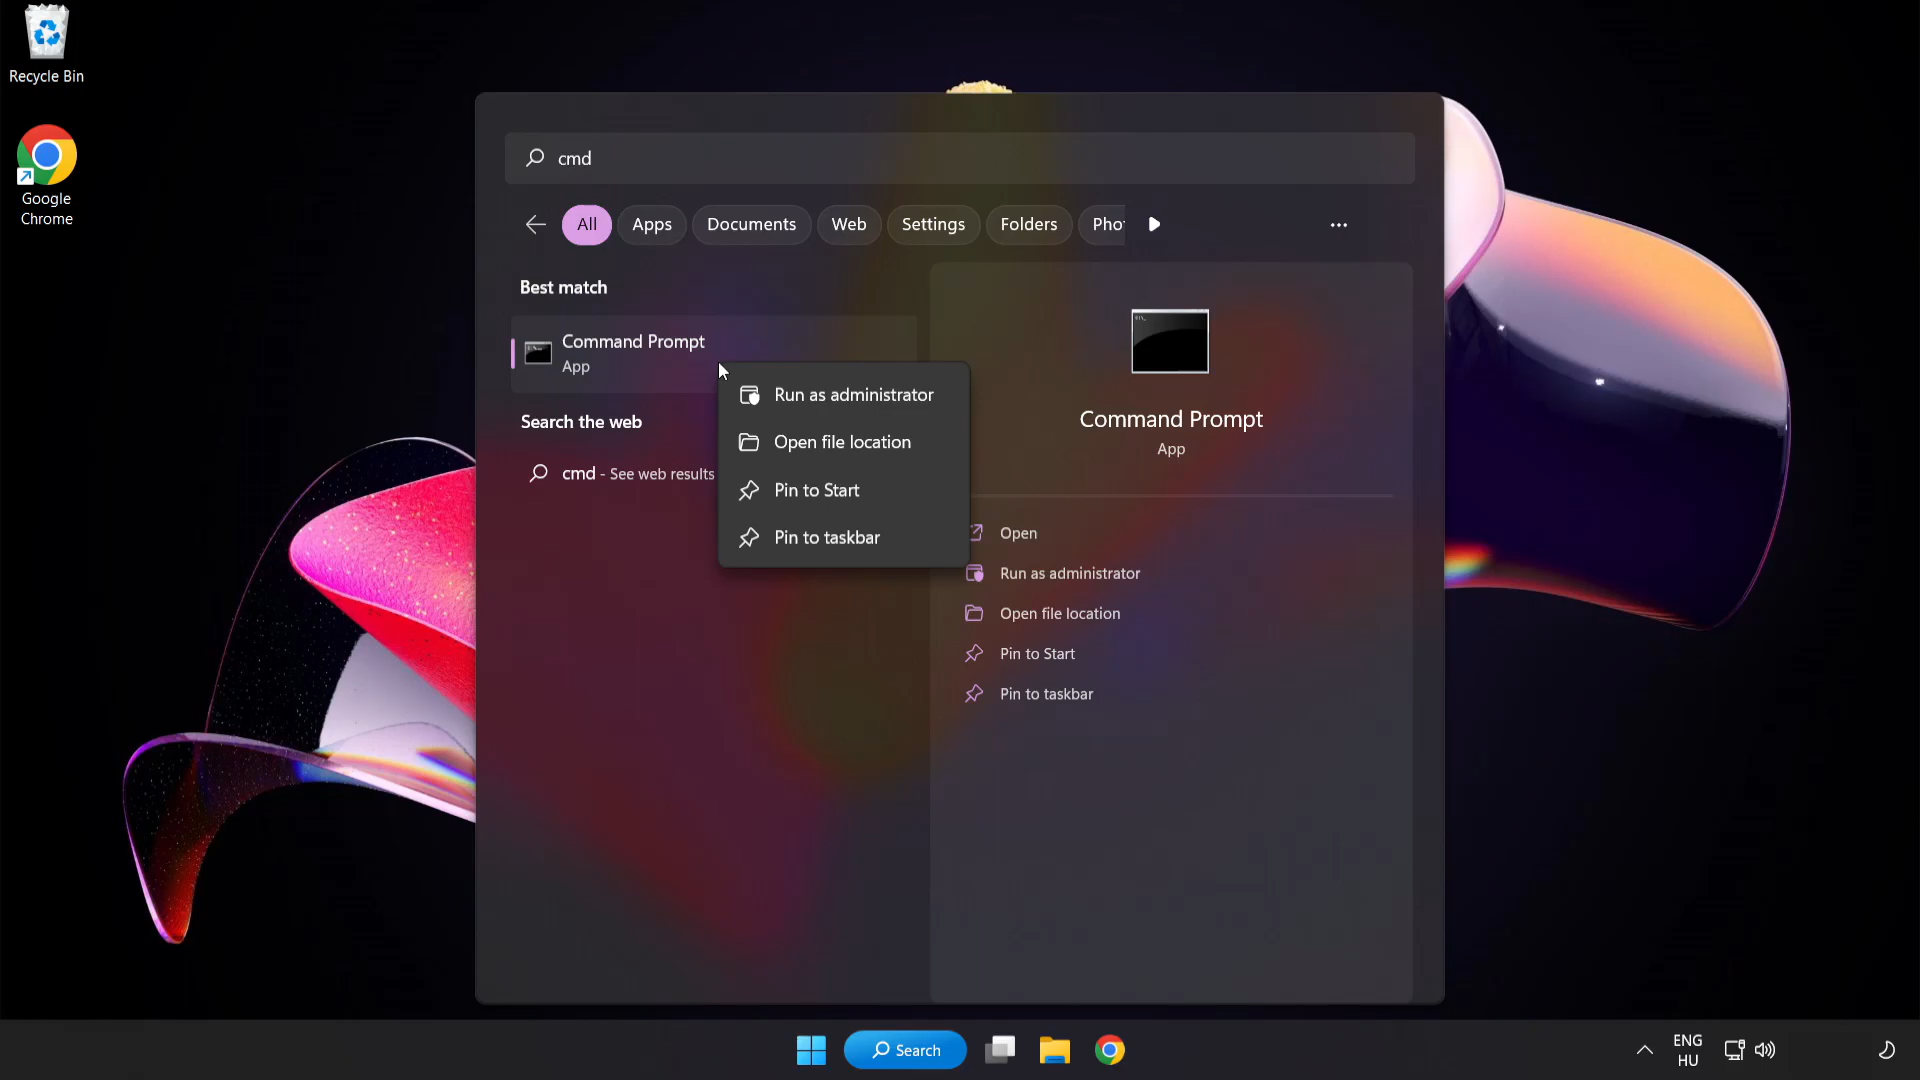 Recycle Bin
Google
Chrome
cmd
All Apps Documents Web Settings Folders
Best match
Command Prompt
App
Search the web
cmd - See web results
Run as administrator
Open file location
Pin to Start
Pin to taskbar
Command Prompt
App
Open
Run as administrator
Open file location
Pin to Start
Pin to taskbar
Search
ENG
HU